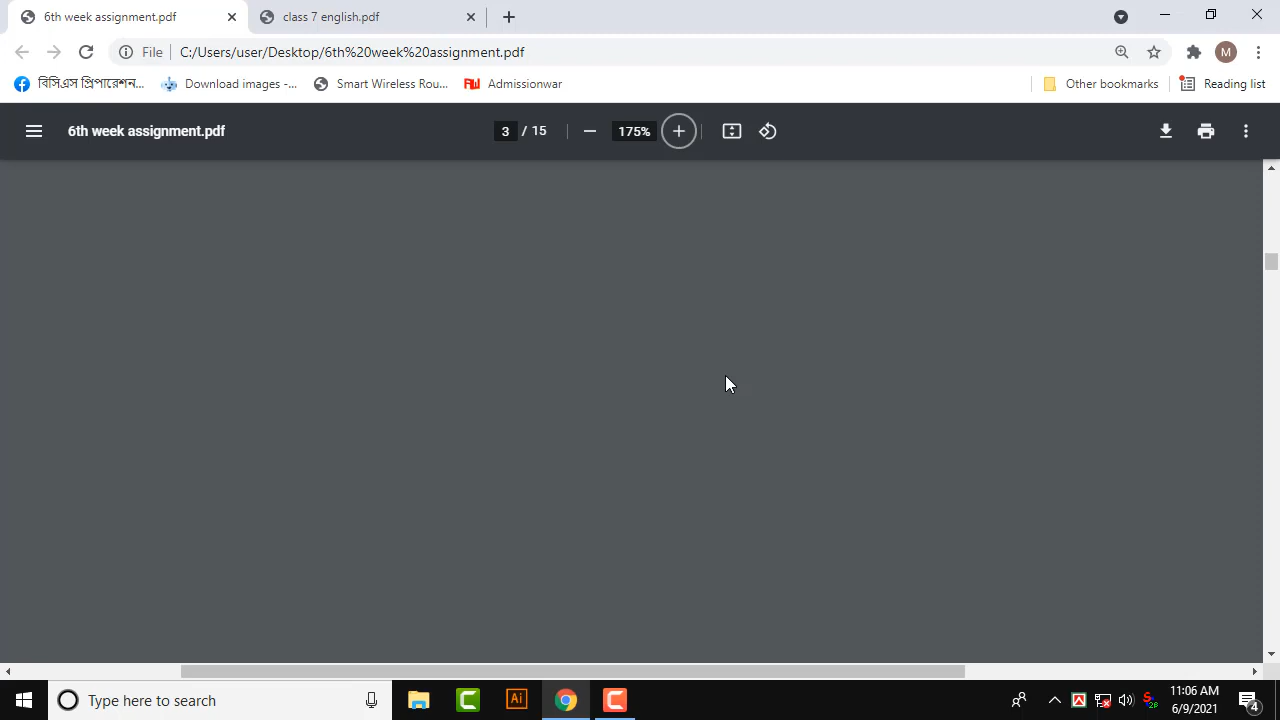 6th week assignment.pdf
class 7 english.pdf
File
C:/Users/user/Desktop/6th%20week%20assignment.pdf
M
বিসিএস প্রিপারেশন...
Download images -...
Smart Wireless Rou...
Admissionwar
Other bookmarks
Reading list
6th week assignment.pdf
3 / 15
175%
Type here to search
Ai
11:06 AM
6/9/2021
4